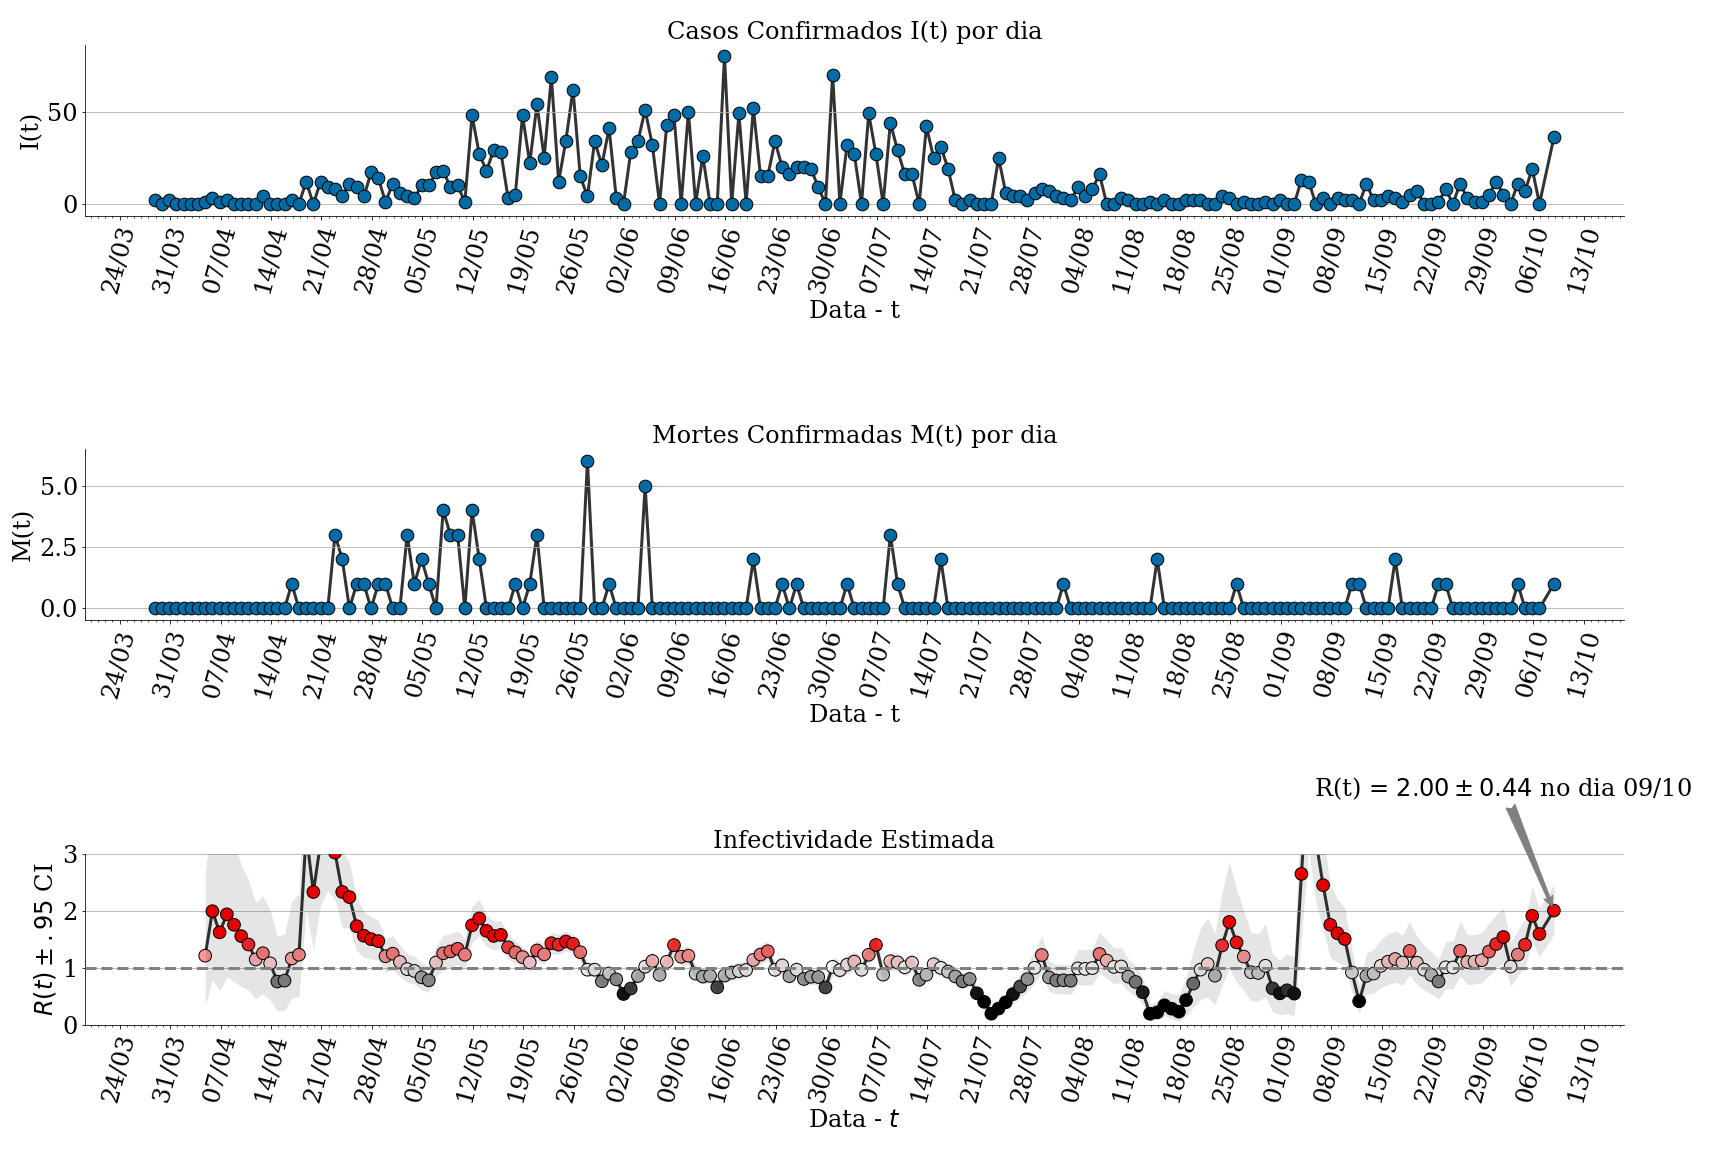 Casos Confirmados I(t) por dia
I(t)
50
0
24/03 31/03 07/04 14/04 21/04 28/04 05/05 12/05 19/05 26/05 02/06 09/06 16/06 23/06 30/06 07/07 14/07 21/07 28/07 04/08 11/08 18/08 25/08 01/09 08/09 15/09 22/09 29/09 06/10 13/10
Data - t
Mortes Confirmadas M(t) por dia
M(t)
5.0
2.5
0.0
24/03 31/03 07/04 14/04 21/04 28/04 05/05 12/05 19/05 26/05 02/06 09/06 16/06 23/06 30/06 07/07 14/07 21/07 28/07 04/08 11/08 18/08 25/08 01/09 08/09 15/09 22/09 29/09 06/10 13/10
Data - t
R(t) = 2.00 ± 0.44 no dia 09/10
Infectividade Estimada
R(t) ± .95 CI
3
2
1
0
24/03 31/03 07/04 14/04 21/04 28/04 05/05 12/05 19/05 26/05 02/06 09/06 16/06 23/06 30/06 07/07 14/07 21/07 28/07 04/08 11/08 18/08 25/08 01/09 08/09 15/09 22/09 29/09 06/10 13/10
Data - t